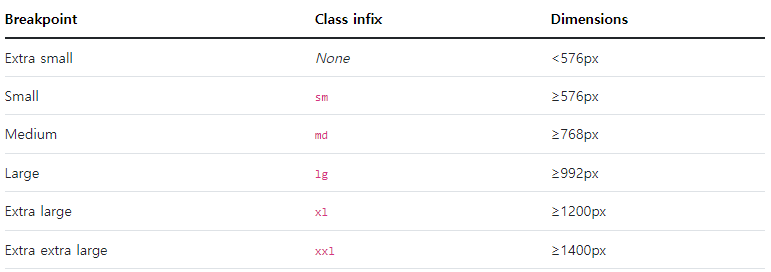 Breakpoint Class infix Dimensions
Extra small None <576px
Small sm ≥576px
Medium md ≥768px
Large lg ≥992px
Extra large xl ≥1200px
Extra extra large xxl ≥1400px